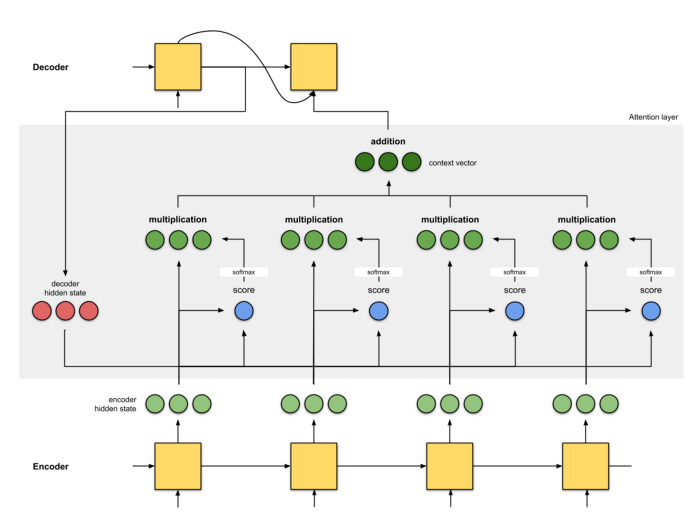 Decoder
Attention layer
addition
context vector
multiplication
multiplication
multiplication
multiplication
softmax
softmax
softmax
softmax
decoder
hidden state
score
score
score
score
encoder
hidden state
Encoder